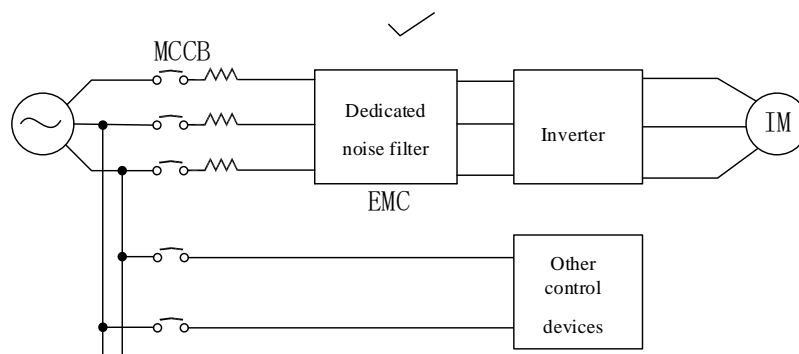 MCCB
Dedicated
noise filter
EMC
Inverter
IM
Other
control
devices